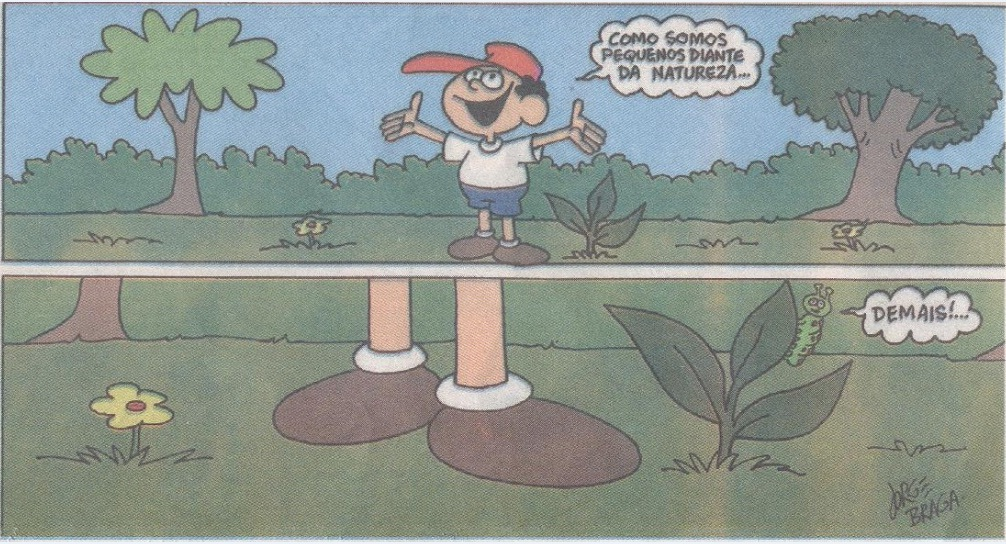 COMO SOMOS
PEQUENOS DIANTE
DA NATUREZA...
DEMAIS!...
JORGE
BRAGA.